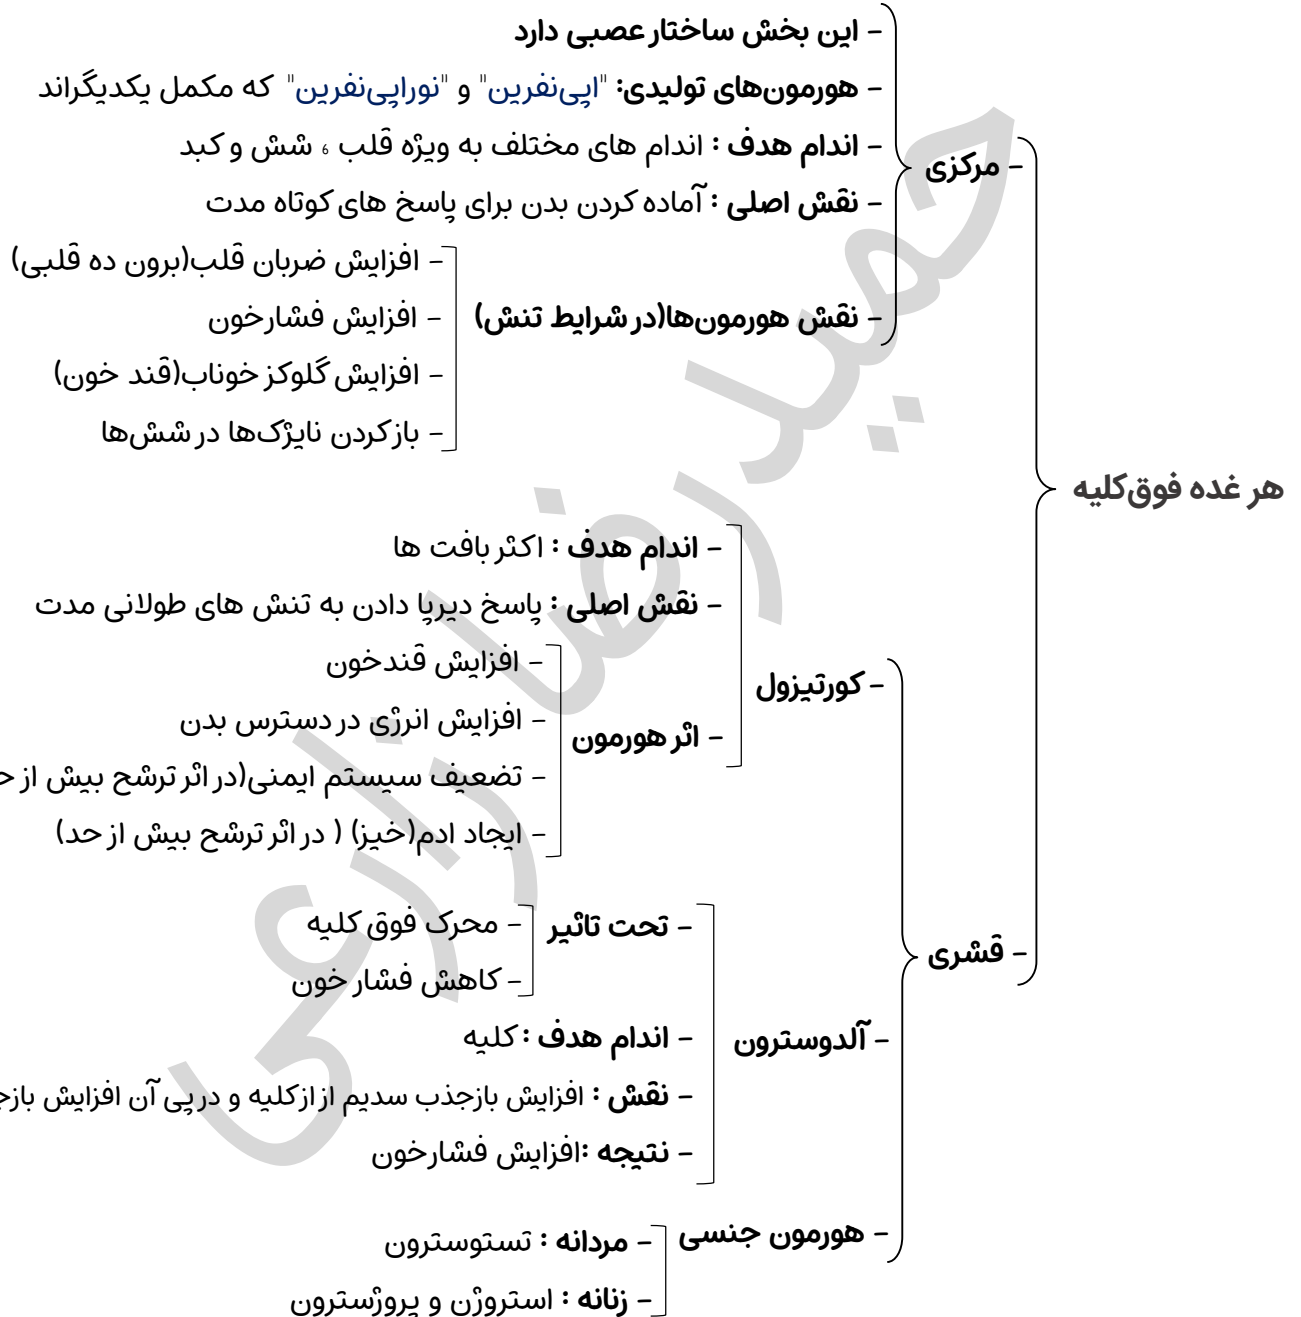 هر غده فوق‌کلیه
- مرکزی
- این بخش ساختار عصبی دارد
- هورمون‌های تولیدی: "اپی‌نفرین" و "نوراپی‌نفرین" که مکمل یکدیگراند
- اندام هدف : اندام های مختلف به ویژه قلب ، شش و کبد
- نقش اصلی : آماده کردن بدن برای پاسخ های کوتاه مدت
- نقش هورمون‌ها(در شرایط تنش)
- افزایش ضربان قلب(برون ده قلبی)
- افزایش فشارخون
- افزایش گلوکز خوناب(قند خون)
- بازکردن نایژک‌ها در شش‌ها
- قشری
- کورتیزول
- اندام هدف : اکثر بافت ها
- نقش اصلی : پاسخ دیرپا دادن به تنش های طولانی مدت
- اثر هورمون
- افزایش قندخون
- افزایش انرژی در دسترس بدن
- تضعیف سیستم ایمنی(در اثر ترشح بیش از
- ایجاد ادم(خیز) ( در اثر ترشح بیش از حد)
- آلدوسترون
- تحت تاثیر
- محرک فوق کلیه
- کاهش فشار خون
- اندام هدف : کلیه
- نقش : افزایش بازجذب سدیم از ازکلیه و در پی آن افزایش
- نتیجه :افزایش فشارخون
- هورمون جنسی
- مردانه : تستوسترون
- زنانه : استروژن و پروژسترون
حمیدرضا زارعی